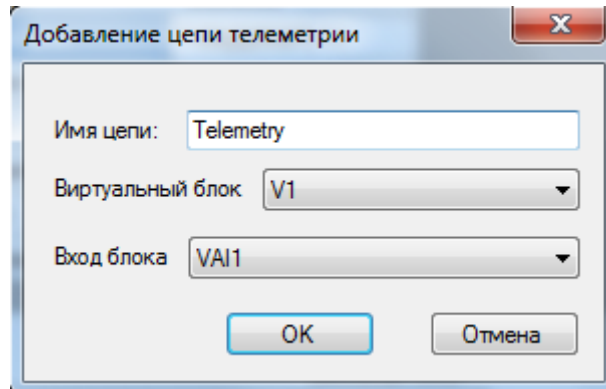 Добавление цепи телеметрии
Имя цепи: Telemetry
Виртуальный блок V1
Вход блока VAI1
OK Отмена